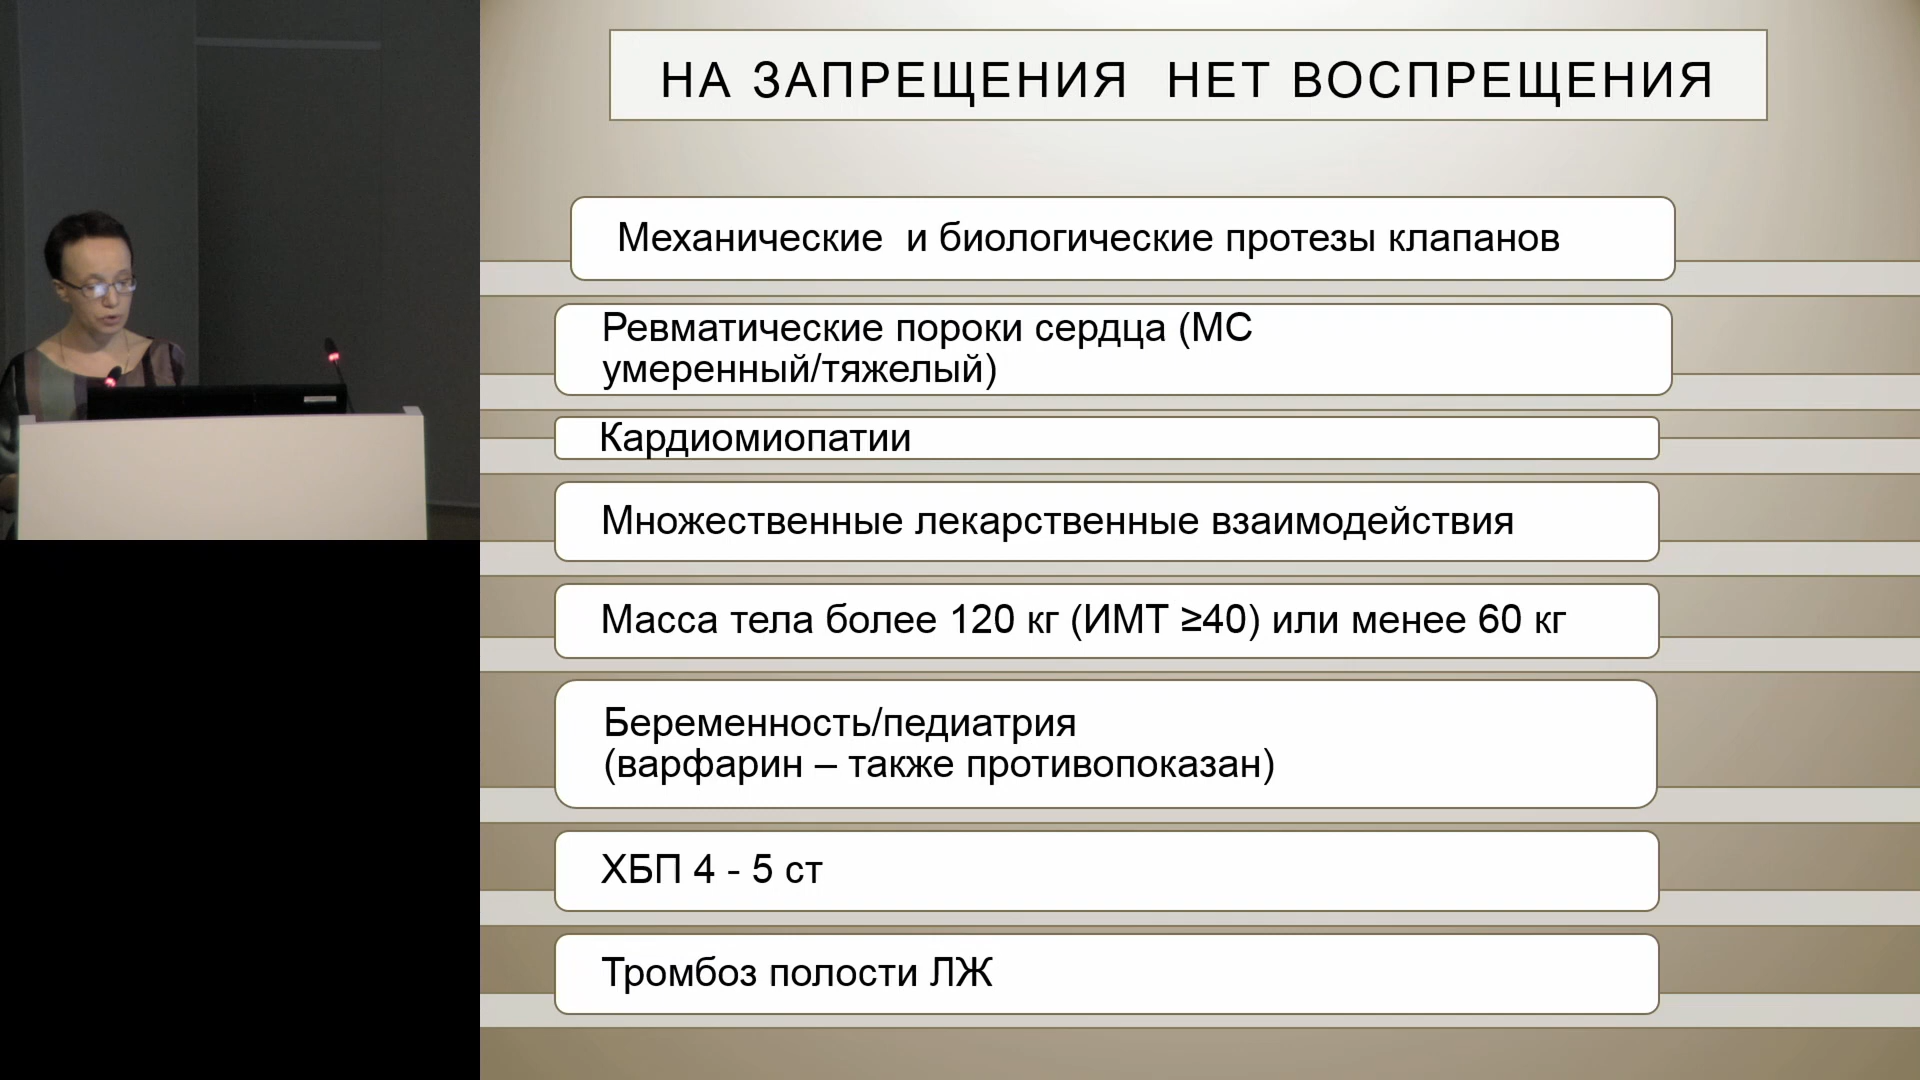 НА ЗАПРЕЩЕНИЯ НЕТ ВОСПРЕЩЕНИЯ
Механические и биологические протезы клапанов
Ревматические пороки сердца (МС
умеренный/тяжелый)
Кардиомиопатии
Множественные лекарственные взаимодействия
Масса тела более 120 кг (ИМТ ≥40) или менее 60 кг
Беременность/педиатрия
(варфарин – также противопоказан)
ХБП 4 - 5 ст
Тромбоз полости ЛЖ